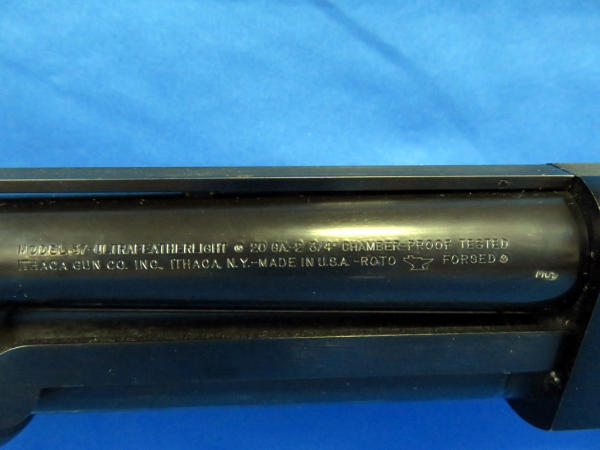 MODEL 37-ULTRAFEATHERLIGHT ® 20 GA-2 3/4" CHAMBER-PROOF TESTED
ITHACA GUN CO. INC., ITHACA, N.Y.-MADE IN U.S.A.-ROTO FORGED ®